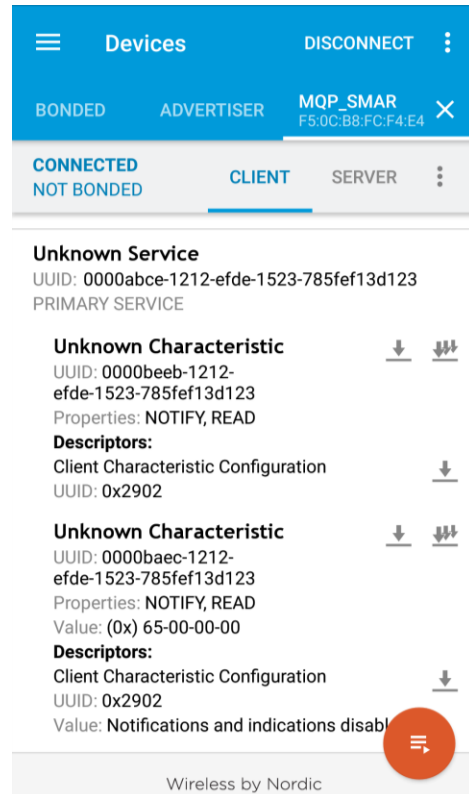 Devices
DISCONNECT
BONDED
ADVERTISER
MQP_SMAR
F5:0C:B8:FC:F4:E4
CONNECTED
NOT BONDED
CLIENT
SERVER
Unknown Service
UUID: 0000abce-1212-efde-1523-785fef13d123
PRIMARY SERVICE
Unknown Characteristic
UUID: 0000beeb-1212-
efde-1523-785fef13d123
Properties: NOTIFY, READ
Descriptors:
Client Characteristic Configuration
UUID: 0x2902
Unknown Characteristic
UUID: 0000baec-1212-
efde-1523-785fef13d123
Properties: NOTIFY, READ
Value: (0x) 65-00-00-00
Descriptors:
Client Characteristic Configuration
UUID: 0x2902
Value: Notifications and indications disabl
Wireless by Nordic